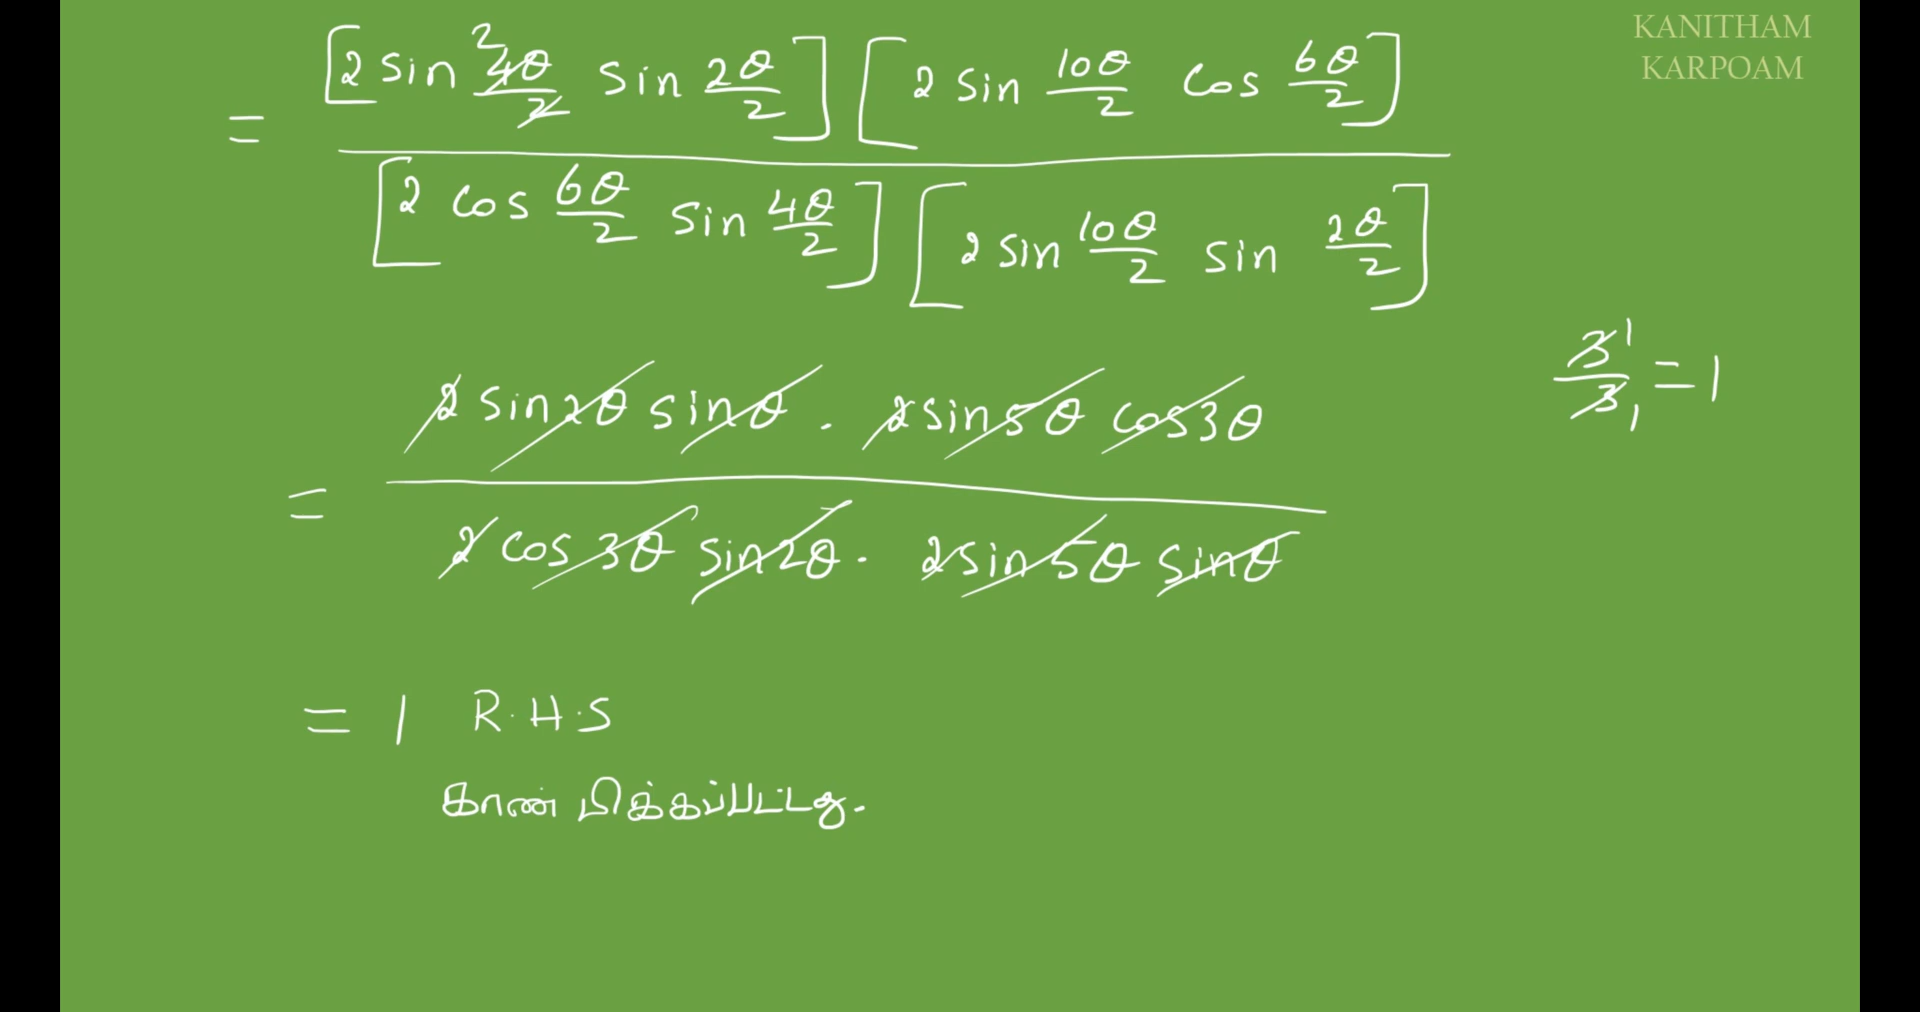 KANITHAM
KARPOAM
= [2 sin 4θ/2 sin 2θ/2] [2 sin 10θ/2 cos 6θ/2] / [2 cos 6θ/2 sin 4θ/2] [2 sin 10θ/2 sin 2θ/2]
3/3 = 1
= 2 sin 2θ sin θ . 2 sin 5θ cos 3θ / 2 cos 3θ sin 2θ . 2 sin 5θ sin θ
= 1 R.H.S
காண்பிக்கப்பட்டது.